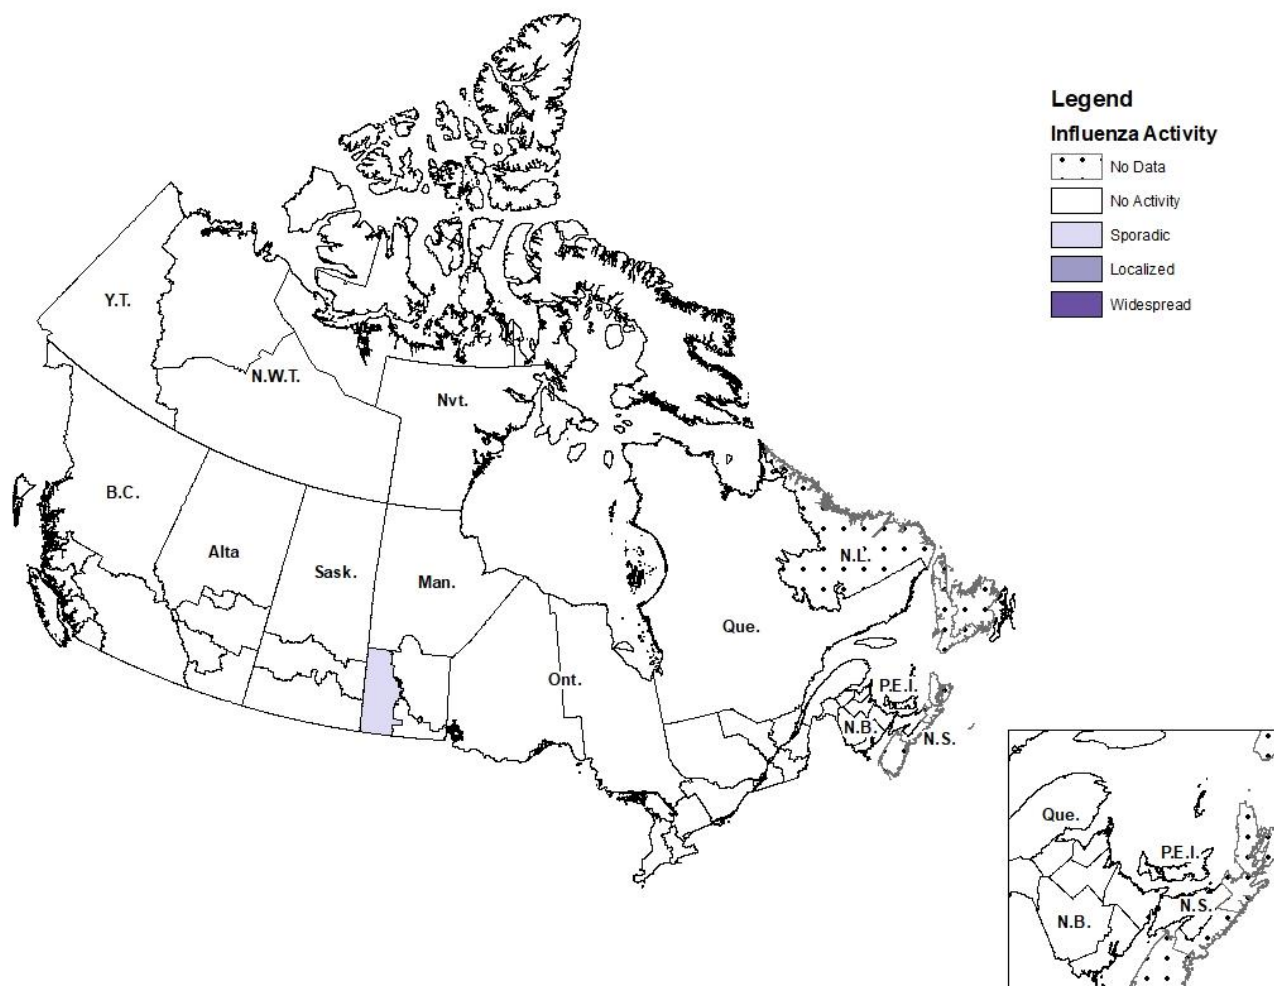 Legend
Influenza Activity
No Data
No Activity
Sporadic
Localized
Widespread
Y.T.
N.W.T.
Nvt.
B.C.
Alta
Sask.
Man.
N.L.
Que.
Ont.
P.E.I.
N.B.
N.S.
Que.
P.E.I.
N.S.
N.B.